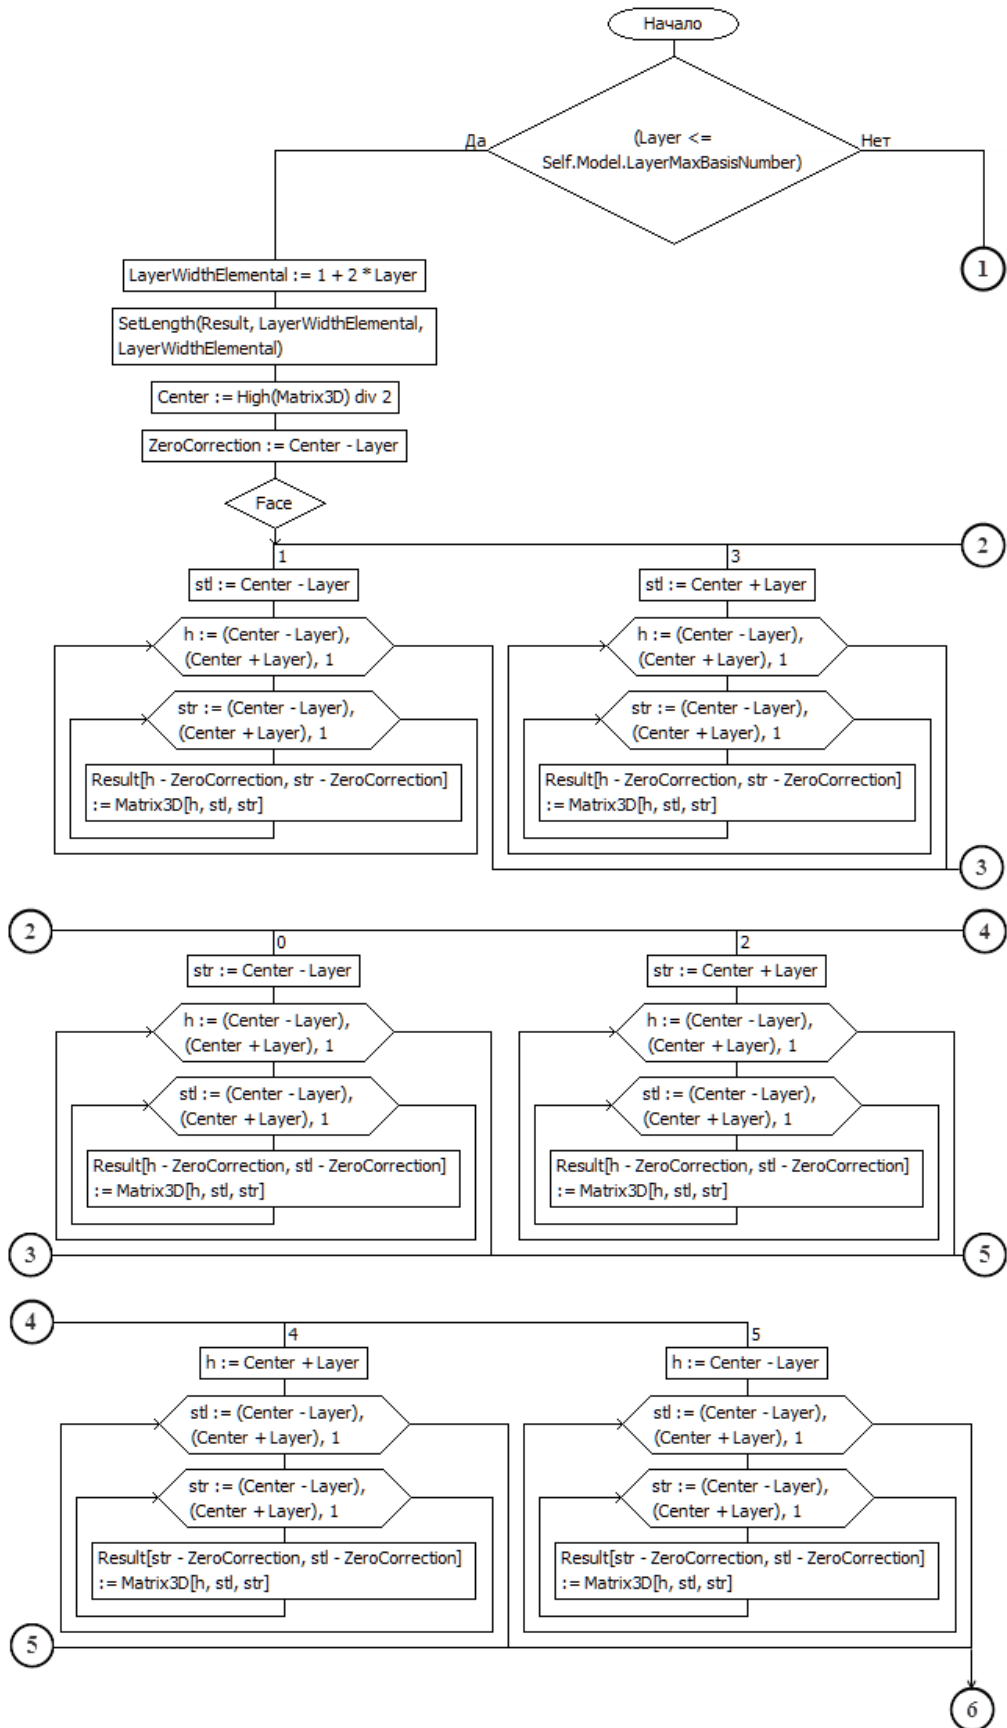 Начало
(Layer <=
Self.Model.LayerMaxBasisNumber)
Да
Нет
1
LayerWidthElemental := 1 + 2 * Layer
SetLength(Result, LayerWidthElemental,
LayerWidthElemental)
Center := High(Matrix3D) div 2
ZeroCorrection := Center - Layer
Face
2
1
stl := Center - Layer
h := (Center - Layer),
(Center + Layer), 1
str := (Center - Layer),
(Center + Layer), 1
Result[h - ZeroCorrection, str - ZeroCorrection]
:= Matrix3D[h, stl, str]
3
stl := Center + Layer
h := (Center - Layer),
(Center + Layer), 1
str := (Center - Layer),
(Center + Layer), 1
Result[h - ZeroCorrection, str - ZeroCorrection]
:= Matrix3D[h, stl, str]
3
2
4
0
str := Center - Layer
h := (Center - Layer),
(Center + Layer), 1
stl := (Center - Layer),
(Center + Layer), 1
Result[h - ZeroCorrection, stl - ZeroCorrection]
:= Matrix3D[h, stl, str]
2
str := Center + Layer
h := (Center - Layer),
(Center + Layer), 1
stl := (Center - Layer),
(Center + Layer), 1
Result[h - ZeroCorrection, stl - ZeroCorrection]
:= Matrix3D[h, stl, str]
3
5
4
4
h := Center + Layer
stl := (Center - Layer),
(Center + Layer), 1
str := (Center - Layer),
(Center + Layer), 1
Result[str - ZeroCorrection, stl - ZeroCorrection]
:= Matrix3D[h, stl, str]
5
h := Center - Layer
stl := (Center - Layer),
(Center + Layer), 1
str := (Center - Layer),
(Center + Layer), 1
Result[str - ZeroCorrection, stl - ZeroCorrection]
:= Matrix3D[h, stl, str]
5
6